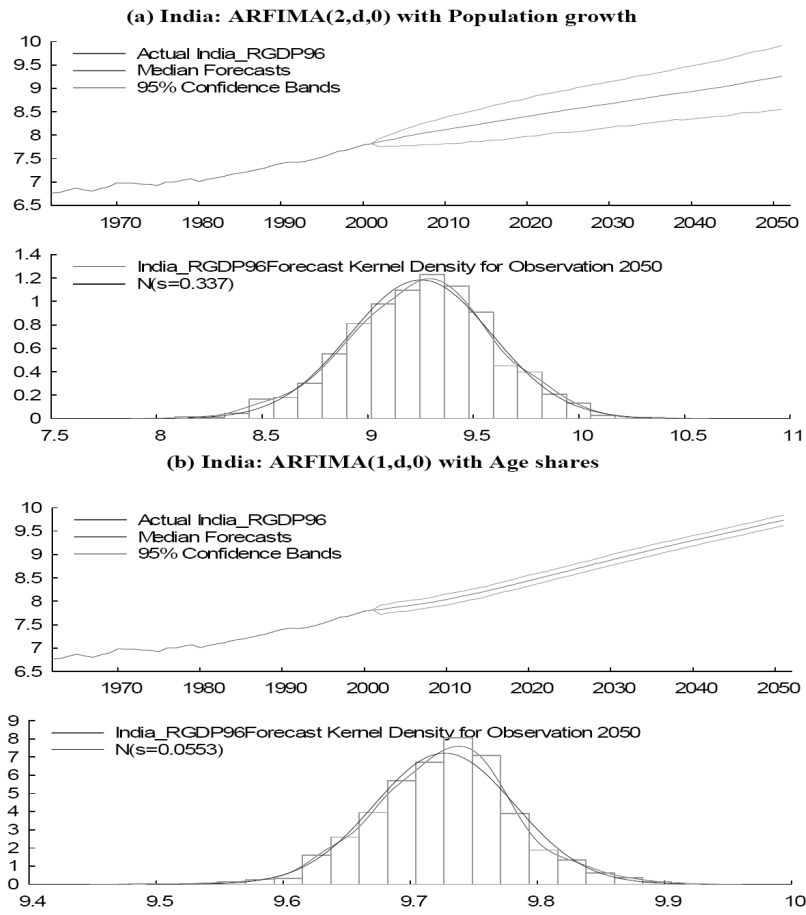 (a) India: ARFIMA(2,d,0) with Population growth
10
9.5
9
8.5
8
7.5
7
6.5
Actual India_RGDP96
Median Forecasts
95% Confidence Bands
1970 1980 1990 2000 2010 2020 2030 2040 2050
1.4
1.2
1
0.8
0.6
0.4
0.2
0
India_RGDP96Forecast Kernel Density for Observation 2050
N(s=0.337)
7.5 8 8.5 9 9.5 10 10.5 11
(b) India: ARFIMA(1,d,0) with Age shares
10
9.5
9
8.5
8
7.5
7
6.5
Actual India_RGDP96
Median Forecasts
95% Confidence Bands
1970 1980 1990 2000 2010 2020 2030 2040 2050
9
8
7
6
5
4
3
2
1
0
India_RGDP96Forecast Kernel Density for Observation 2050
N(s=0.0553)
9.4 9.5 9.6 9.7 9.8 9.9 10